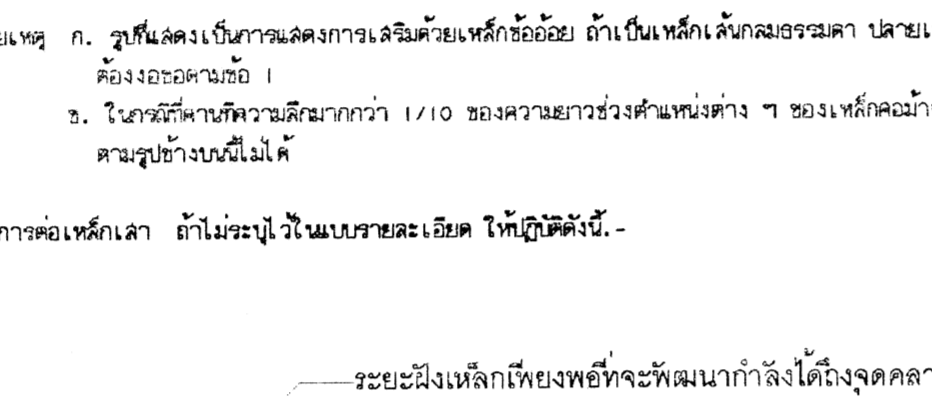 ยเหตุ ก. รูปที่แสดงเป็นการแสดงการเสริมด้วยเหล็กข้ออ้อย ถ้าเป็นเหล็กเส้นกลมธรรมดา ปลายเ
ต้องงอขอตามข้อ 1
ข. ในกรณีที่คานมีความลึกมากกว่า 1/10 ของความยาวช่วงตำแหน่งต่าง ๆ ของเหล็กคอม้า
ตามรูปข้างบนนี้ไม่ได้
การต่อเหล็กเสา ถ้าไม่ระบุไว้ในแบบรายละเอียด ให้ปฏิบัติดังนี้.-
ระยะฝังเหล็กเพียงพอที่จะพัฒนากำลังได้ถึงจุดคลา